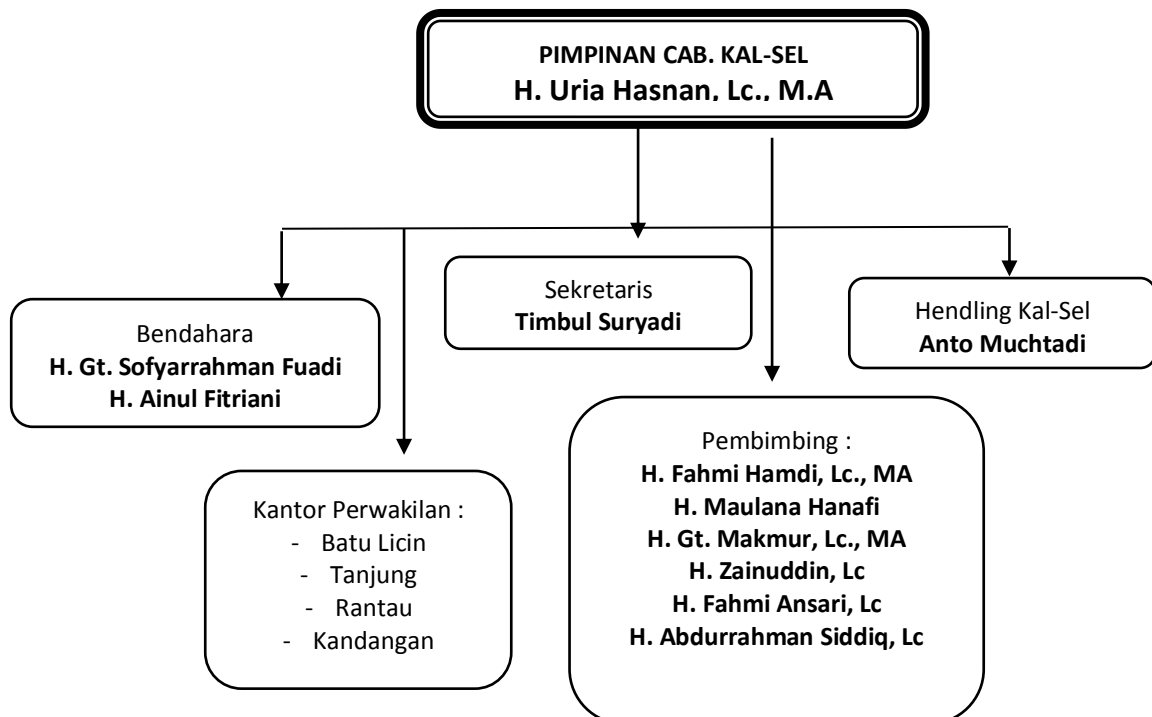 PIMPINAN CAB. KAL-SEL
H. Uria Hasnan, Lc., M.A
Bendahara
H. Gt. Sofyarrahman Fuadi
H. Ainul Fitriani
Sekretaris
Timbul Suryadi
Hendling Kal-Sel
Anto Muchtadi
Kantor Perwakilan :
- Batu Licin
- Tanjung
- Rantau
- Kandangan
Pembimbing :
H. Fahmi Hamdi, Lc., MA
H. Maulana Hanafi
H. Gt. Makmur, Lc., MA
H. Zainuddin, Lc
H. Fahmi Ansari, Lc
H. Abdurrahman Siddiq, Lc